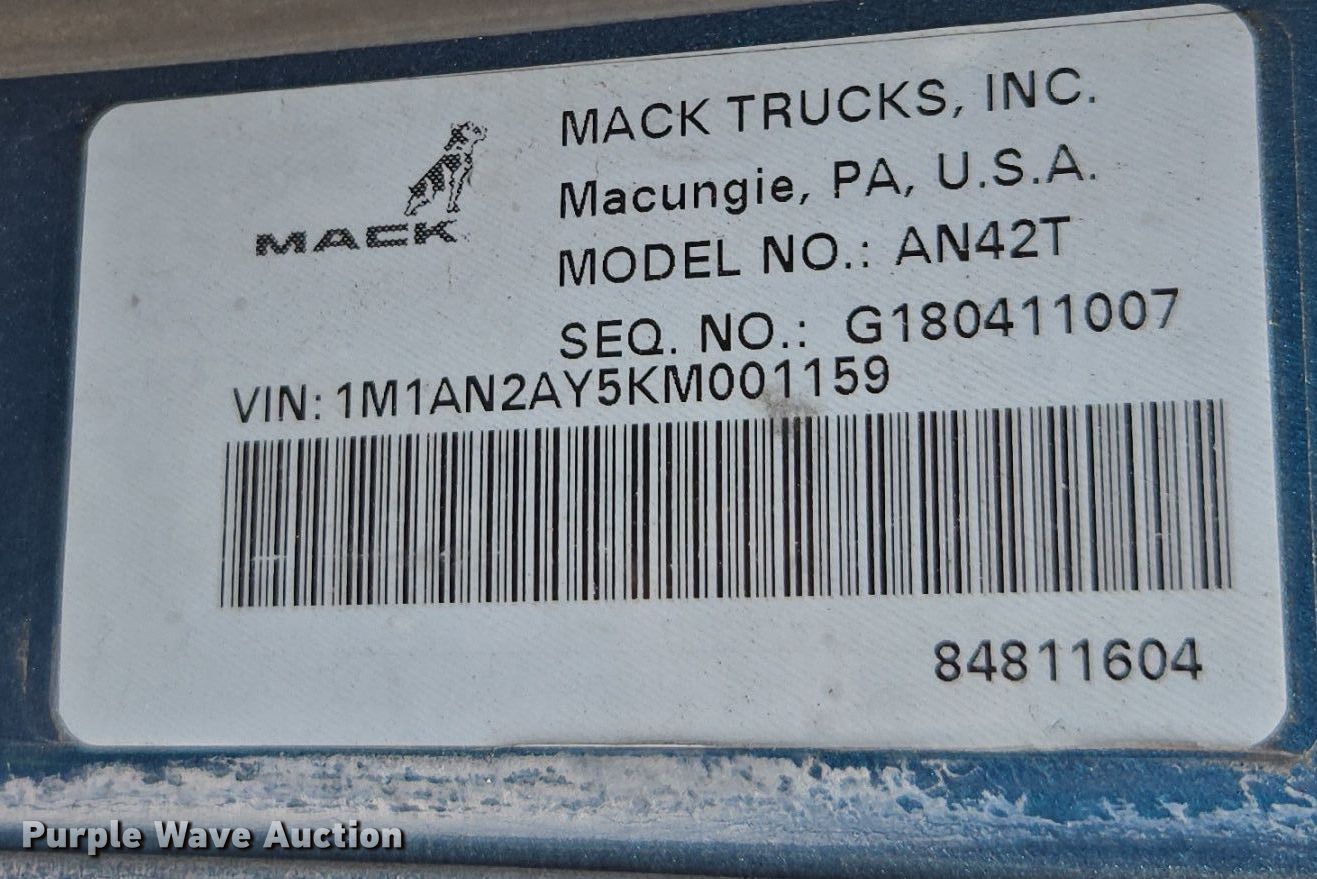 MACK TRUCKS, INC.
MACK
Macungie, PA, U.S.A.
MODEL NO.: AN42T
SEQ. NO.: G180411007
VIN: 1M1AN2AY5KM001159
84811604
Purple Wave Auction